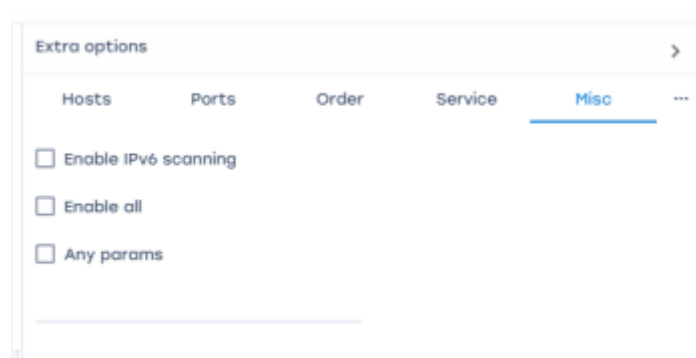 Extra options
Hosts Ports Order Service Misc ...
Enable IPv6 scanning
Enable all
Any params